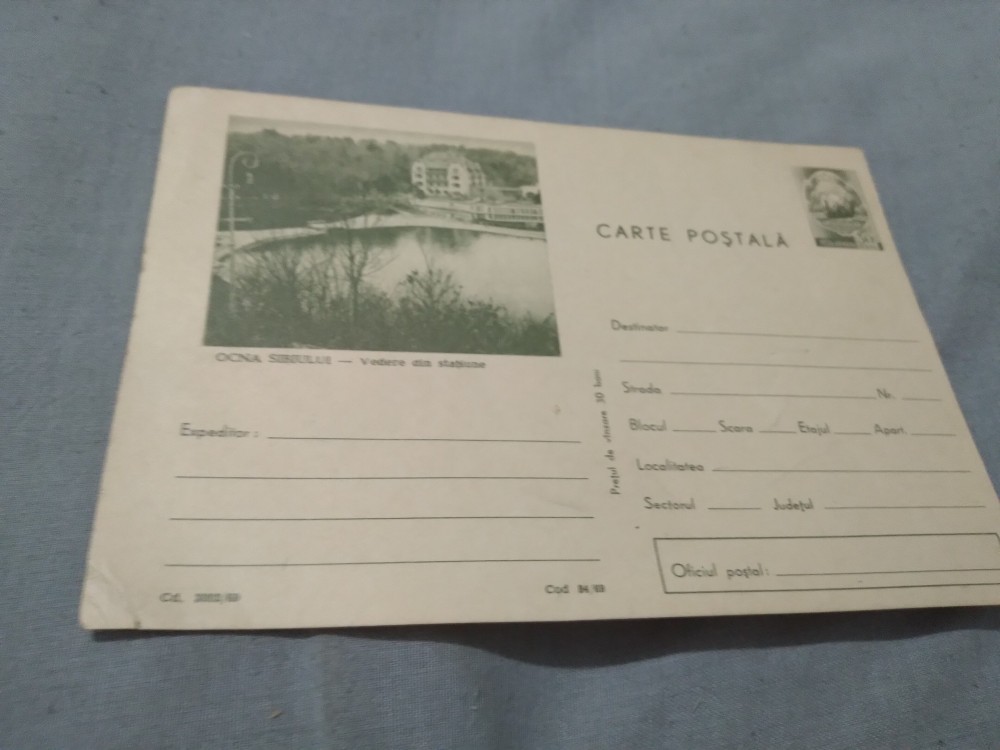 CARTE POȘTALĂ
OCNA SIBIULUI — Vedere din stațiune
Expeditor:
Cod 94/69
Prețul de vînzare 30 bani
Destinatar
Strada Nr.
Blocul Scara Etajul Apart.
Localitatea
Sectorul Județul
Oficiul poștal: